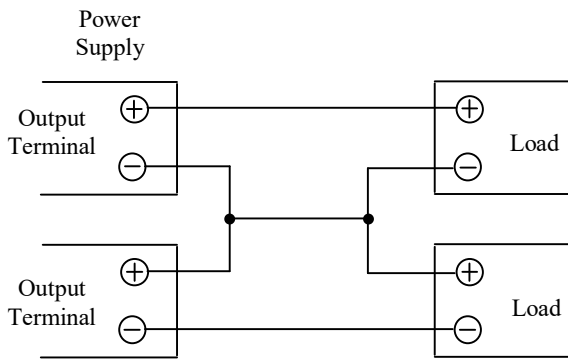 Power
Supply
Output
Terminal
+
−
Load
+
−
Output
Terminal
+
−
Load
+
−